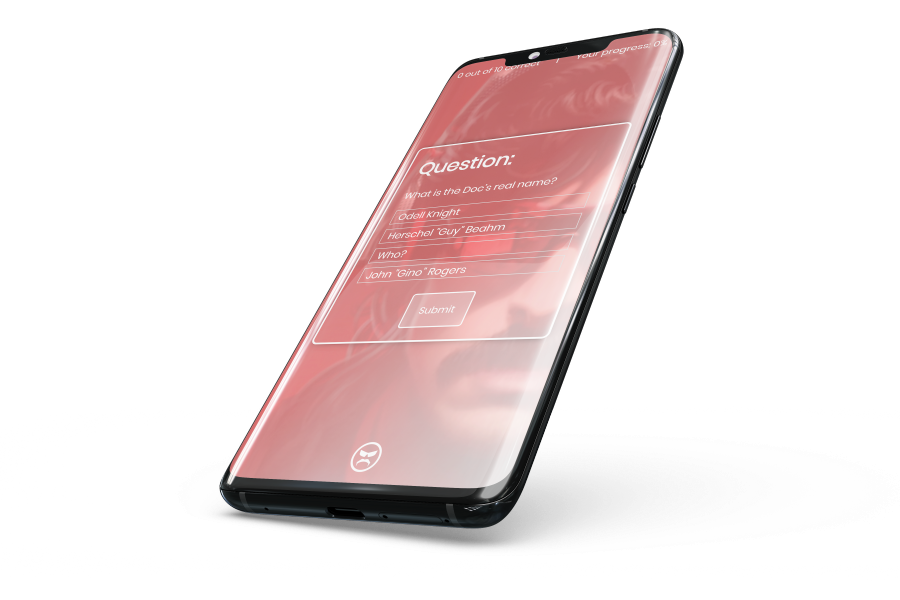 0 out of 10 correct | Your progress: 0%
Question:
What is the Doc's real name?
Odell Knight
Herschel "Guy" Beahm
Who?
John "Gino" Rogers
Submit